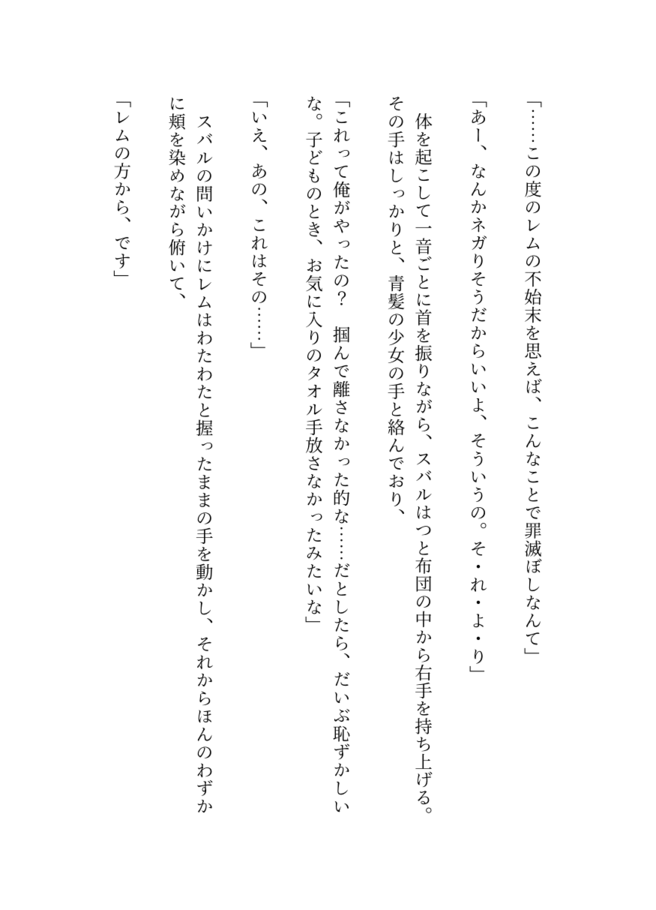 「……この度のレムの不始末を思えば、こんなことで罪滅ぼしなんて」
「あー、なんかネガりそうだからいいよ、そういうの。そ・れ・よ・り」
　体を起こして一音ごとに首を振りながら、スバルはつと布団の中から右手を持ち上げる。
その手はしっかりと、青髪の少女の手と絡んでおり、
「これって俺がやったの？　掴んで離さなかった的な……だとしたら、だいぶ恥ずかしい
な。子どものとき、お気に入りのタオル手放さなかったみたいな」
「いえ、あの、これはその……」
　スバルの問いかけにレムはわたわたと握ったままの手を動かし、それからほんのわずか
に頬を染めながら俯いて、
「レムの方から、です」